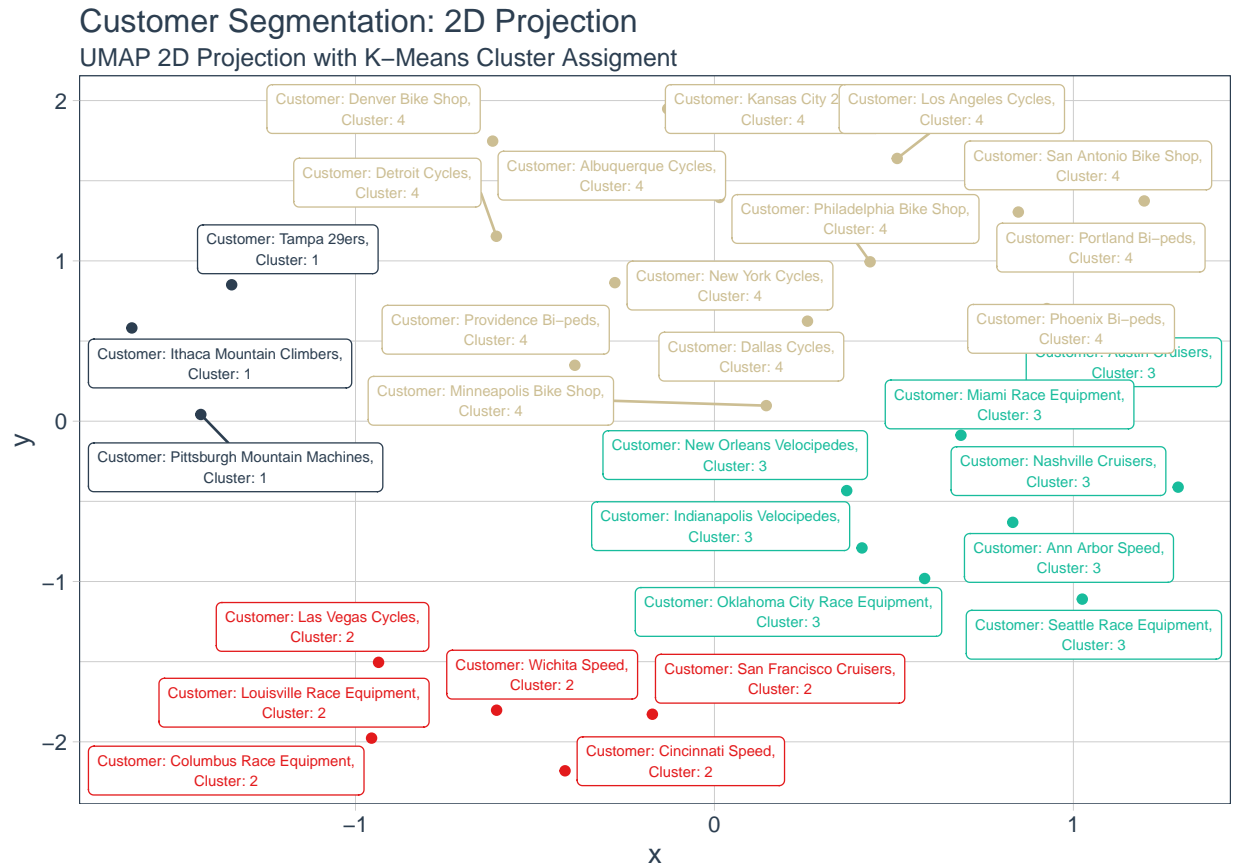 Customer Segmentation: 2D Projection
UMAP 2D Projection with K−Means Cluster Assigment
y
2
1
0
−1
−2
Customer: Denver Bike Shop,
Cluster: 4
Customer: Kansas City 2
Cluster: 4
Customer: Los Angeles Cycles,
Cluster: 4
Customer: Detroit Cycles,
Cluster: 4
Customer: Albuquerque Cycles,
Cluster: 4
Customer: San Antonio Bike Shop,
Cluster: 4
Customer: Philadelphia Bike Shop,
Cluster: 4
Customer: Tampa 29ers,
Cluster: 1
Customer: Portland Bi−peds,
Cluster: 4
Customer: New York Cycles,
Cluster: 4
Customer: Providence Bi−peds,
Cluster: 4
Customer: Phoenix Bi−peds,
Cluster: 4
Customer: Ithaca Mountain Climbers,
Cluster: 1
Customer: Dallas Cycles,
Cluster: 4
Customer: Austin Cruisers,
Cluster: 3
Customer: Minneapolis Bike Shop,
Cluster: 4
Customer: Miami Race Equipment,
Cluster: 3
Customer: Pittsburgh Mountain Machines,
Cluster: 1
Customer: New Orleans Velocipedes,
Cluster: 3
Customer: Nashville Cruisers,
Cluster: 3
Customer: Indianapolis Velocipedes,
Cluster: 3
Customer: Ann Arbor Speed,
Cluster: 3
Customer: Oklahoma City Race Equipment,
Cluster: 3
Customer: Seattle Race Equipment,
Cluster: 3
Customer: Las Vegas Cycles,
Cluster: 2
Customer: Wichita Speed,
Cluster: 2
Customer: San Francisco Cruisers,
Cluster: 2
Customer: Louisville Race Equipment,
Cluster: 2
Customer: Columbus Race Equipment,
Cluster: 2
Customer: Cincinnati Speed,
Cluster: 2
−1
0
1
x